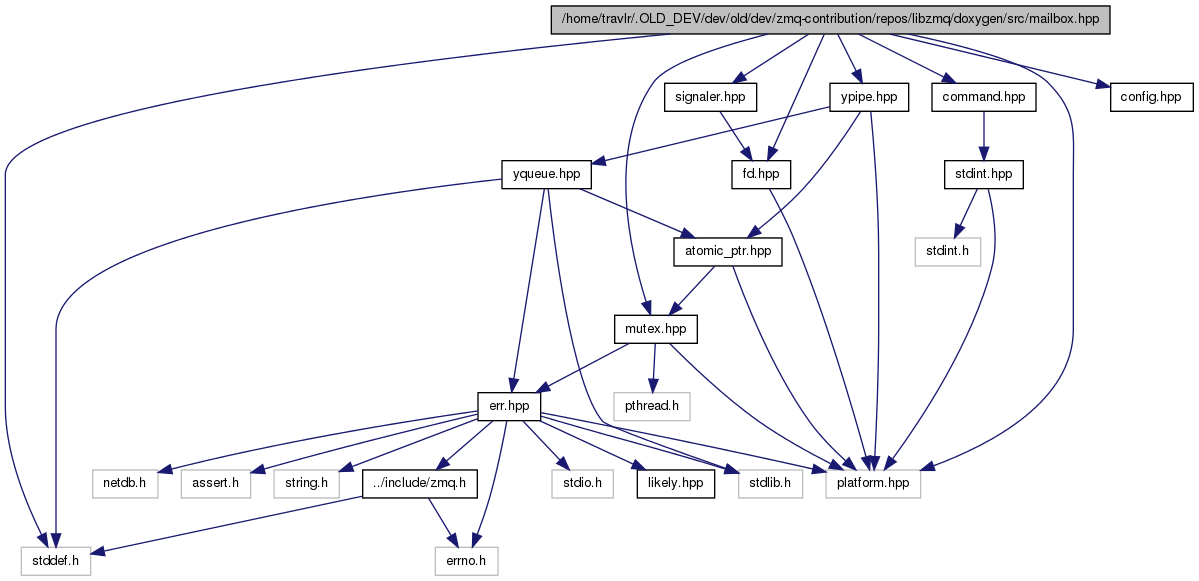 /home/travlr/.OLD_DEV/dev/old/dev/zmq-contribution/repos/libzmq/doxygen/src/mailbox.hpp
signaler.hpp
ypipe.hpp
command.hpp
config.hpp
yqueue.hpp
fd.hpp
stdint.hpp
atomic_ptr.hpp
stdint.h
mutex.hpp
err.hpp
pthread.h
netdb.h
assert.h
string.h
../include/zmq.h
stdio.h
likely.hpp
stdlib.h
platform.hpp
stddef.h
errno.h